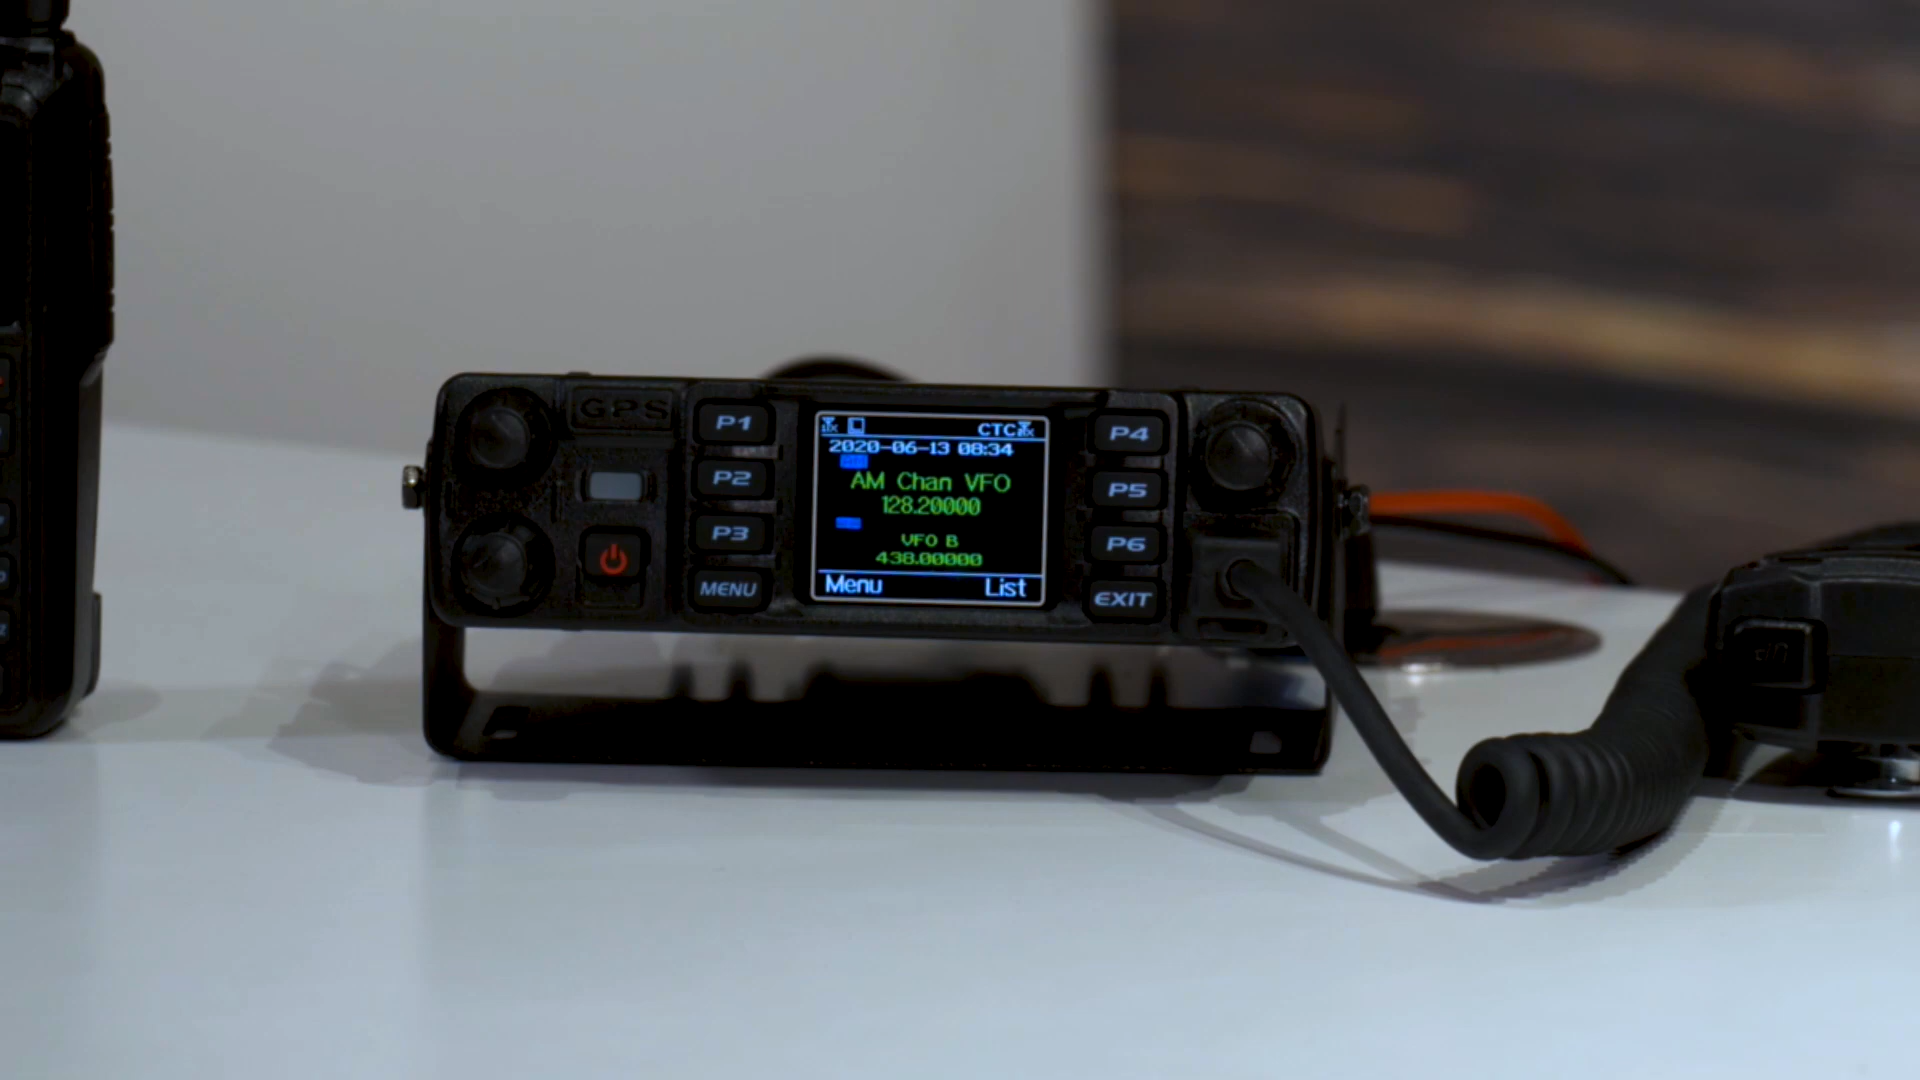 GPS
P1
P2
P3
MENU
CTC
2020-06-13 08:34
AM Chan VFO
128.20000
VFO B
438.00000
Menu List
P4
P5
P6
EXIT
UP